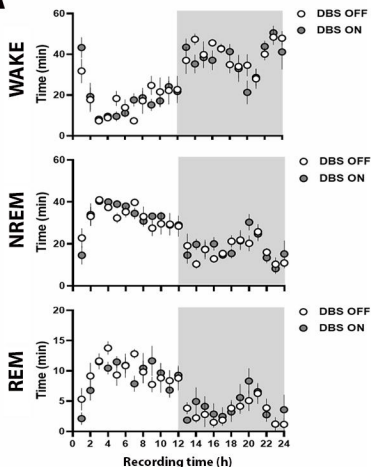 WAKE
Time (min)
60
40
20
0
DBS OFF
DBS ON
NREM
Time (min)
60
40
20
0
DBS OFF
DBS ON
REM
Time (min)
20
15
10
5
0
DBS OFF
DBS ON
0 2 4 6 8 10 12 14 16 18 20 22 24
Recording time (h)